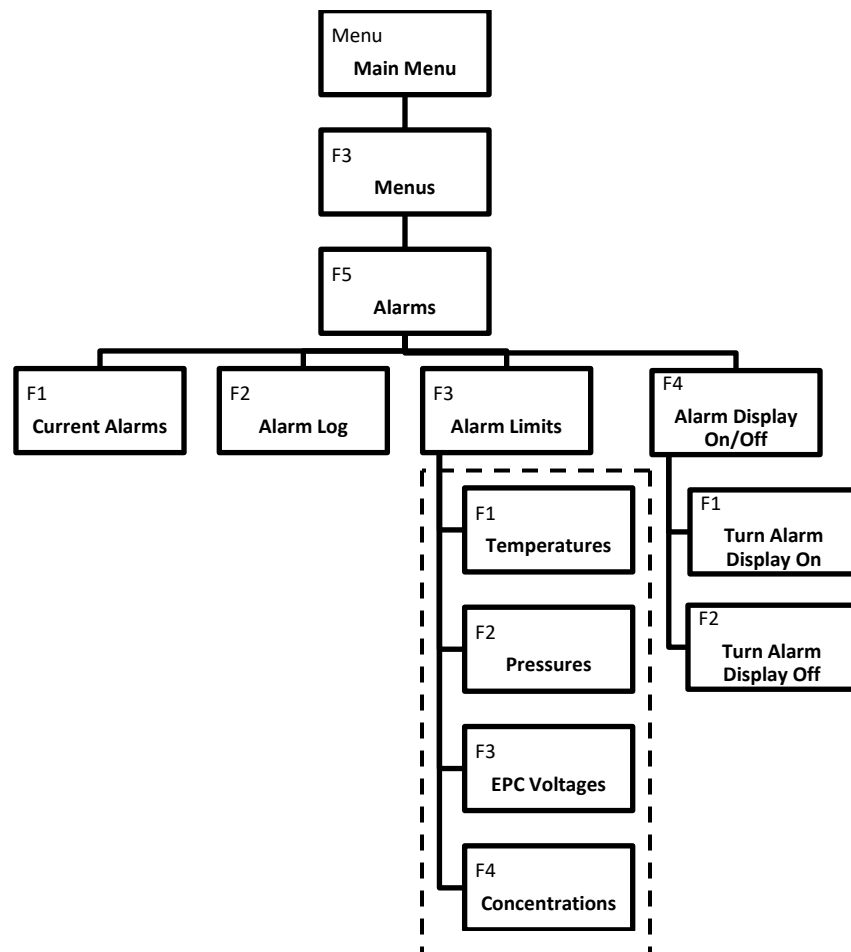 Menu
Main Menu
F3
Menus
F5
Alarms
F1
Current Alarms
F2
Alarm Log
F3
Alarm Limits
F4
Alarm Display
On/Off
F1
Temperatures
F2
Pressures
F3
EPC Voltages
F4
Concentrations
F1
Turn Alarm
Display On
F2
Turn Alarm
Display Off